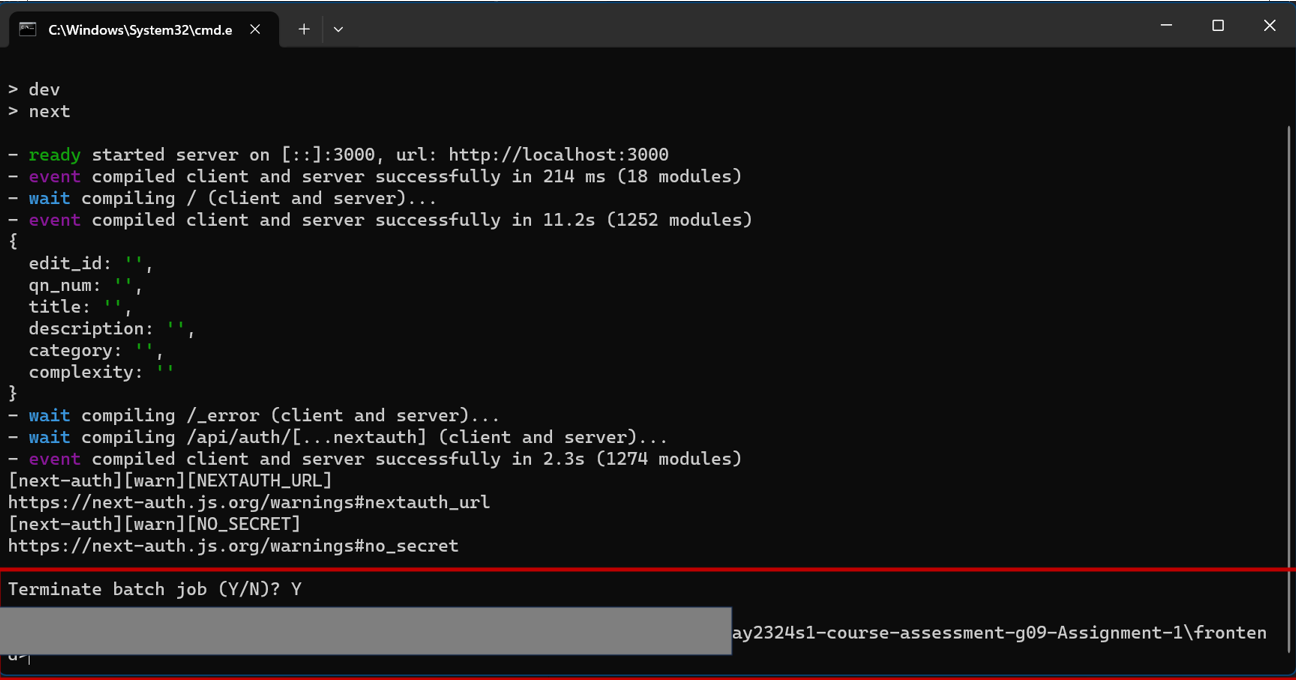 C:\Windows\System32\cmd.e
> dev
> next
- ready started server on [::]:3000, url: http://localhost:3000
- event compiled client and server successfully in 214 ms (18 modules)
- wait compiling / (client and server)...
- event compiled client and server successfully in 11.2s (1252 modules)
{
edit_id: '',
qn_num: '',
title: '',
description: '',
category: '',
complexity: ''
}
- wait compiling /_error (client and server)...
- wait compiling /api/auth/[...nextauth] (client and server)...
- event compiled client and server successfully in 2.3s (1274 modules)
[next-auth][warn][NEXTAUTH_URL]
https://next-auth.js.org/warnings#nextauth_url
[next-auth][warn][NO_SECRET]
https://next-auth.js.org/warnings#no_secret
Terminate batch job (Y/N)? Y
ay2324s1-course-assessment-g09-Assignment-1\fronten
d>